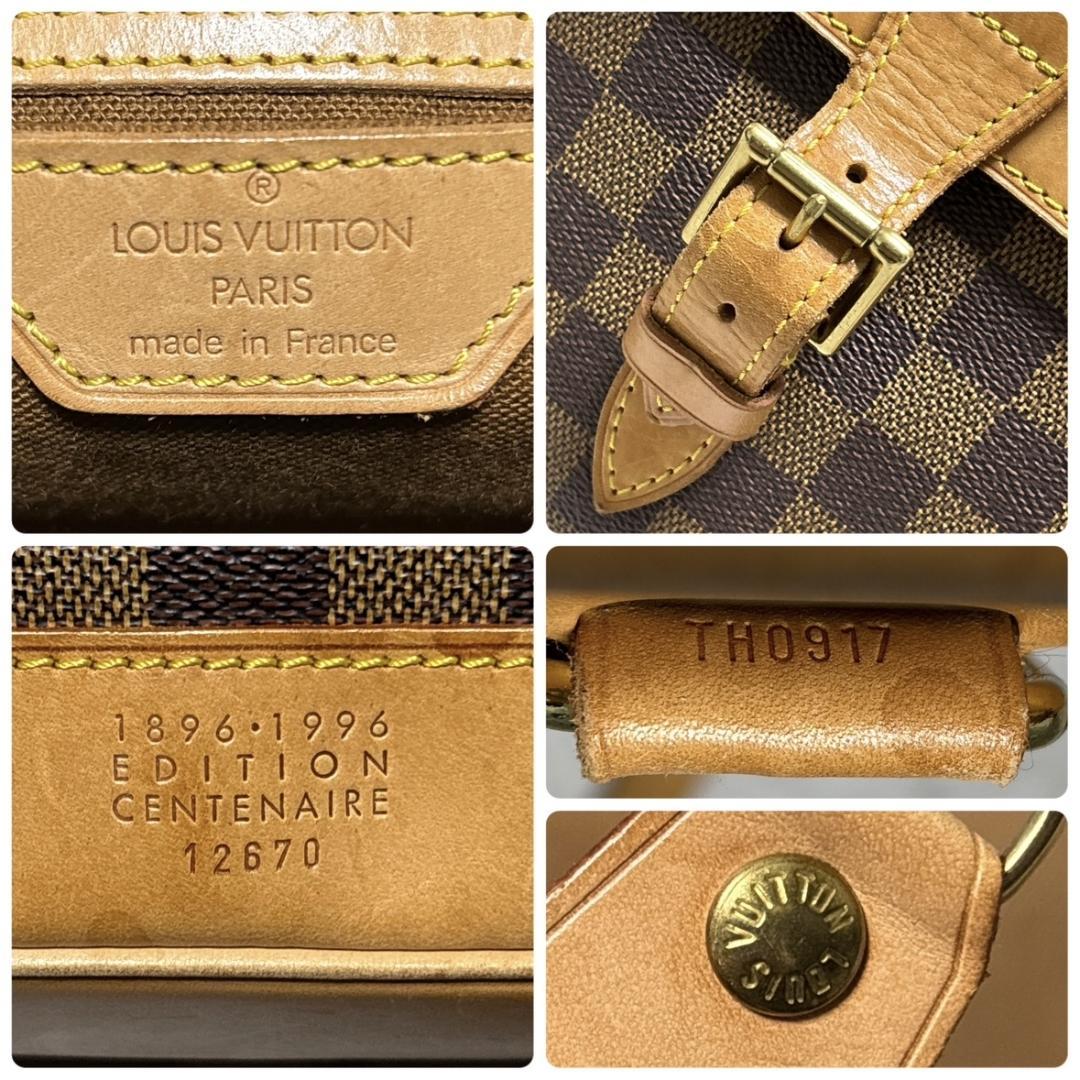 ®
LOUIS VUITTON
PARIS
made in France
1896•1996
EDITION
CENTENAIRE
12670
TH0917
LOUIS VUITTON